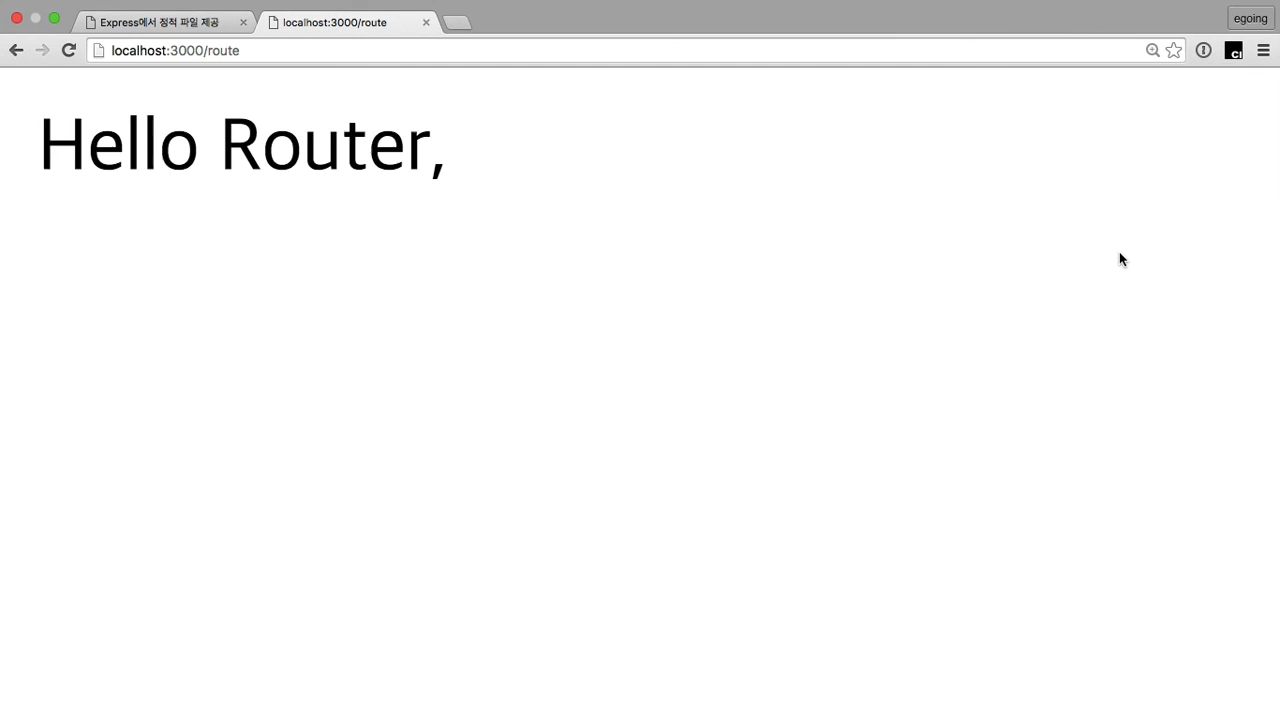 Express에서 정적 파일 제공
localhost:3000/route
egoing
localhost:3000/route
CI
Hello Router,